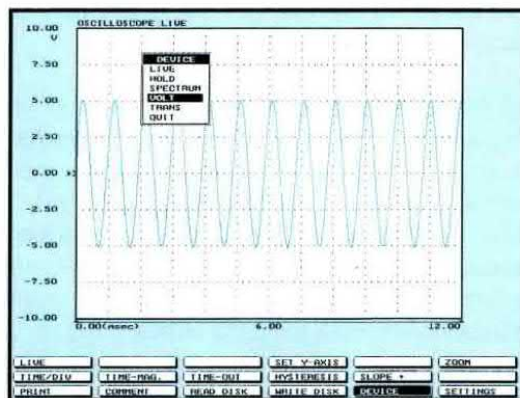 OSCILLOSCOPE LIVE
10.00
V
7.50
5.00
x1 0.00
-2.50
-5.00
-7.50
-10.00
0.00(msec) 6.00 12.00
DEVICE
LIVE
HOLD
SPECTRUM
VOLT
TRANS
QUIT
LIVE SET Y-AXIS ZOOM
TIME/DIV TIME-MAG. TIME-OUT HYSTERESIS SLOPE +
PRINT COMMENT READ DISK WRITE DISK DEVICE SETTINGS